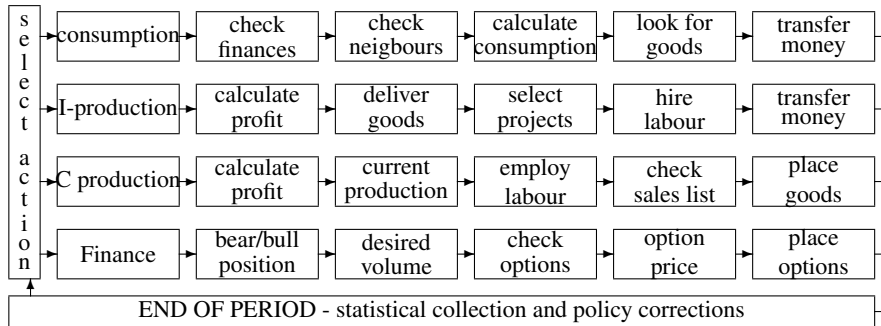 select action
consumption
check
finances
check
neigbours
calculate
consumption
look for
goods
transfer
money
I-production
calculate
profit
deliver
goods
select
projects
hire
labour
transfer
money
C production
calculate
profit
current
production
employ
labour
check
sales list
place
goods
Finance
bear/bull
position
desired
volume
check
options
option
price
place
options
END OF PERIOD - statistical collection and policy corrections